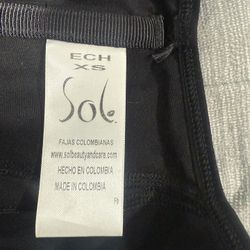 ECH
XS
Sol
FAJAS COLOMBIANAS
www.solbeautyandcare.com
HECHO EN COLOMBIA
MADE IN COLOMBIA